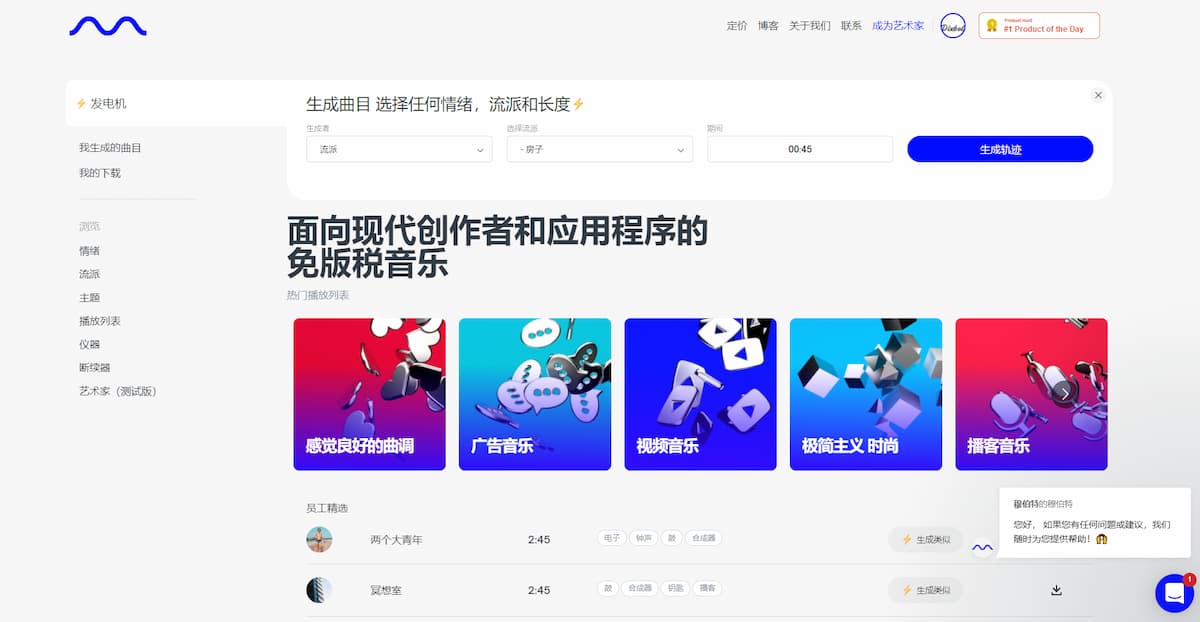 定价 博客 关于我们 联系 成为艺术家
Product Hunt
#1 Product of the Day
⚡发电机
我生成的曲目
我的下载
浏览
情绪
流派
主题
播放列表
仪器
断续器
艺术家（测试版）
生成曲目 选择任何情绪，流派和长度⚡
生成者 选择流派 期间
流派 - 房子 00:45 生成轨迹
面向现代创作者和应用程序的
免版税音乐
热门播放列表
感觉良好的曲调 广告音乐 视频音乐 极简主义 时尚 播客音乐
员工精选
两个大青年 2:45 电子 钟声 鼓 合成器 ⚡生成类似
冥想室 2:45 鼓 合成器 钥匙 播客 ⚡生成类似
穆伯特的穆伯特
您好， 如果您有任何问题或建议，我们
随时为您提供帮助！
1